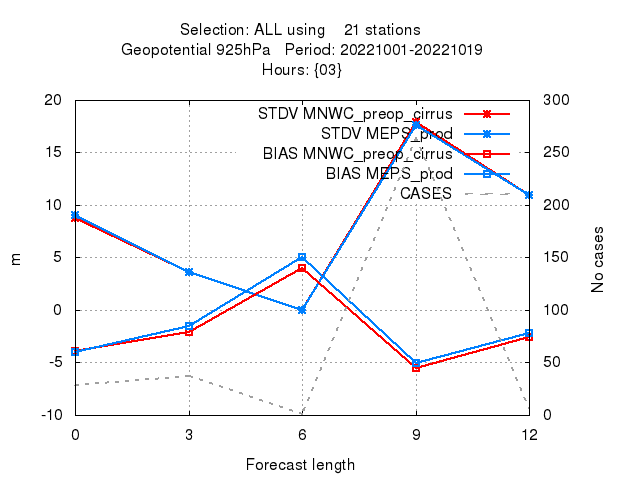 Selection: ALL using    21 stations
Geopotential 925hPa   Period: 20221001-20221019
Hours: {03}
20
15
10
5
0
-5
-10
m
STDV MNWC_preop_cirrus
STDV MEPS_prod
BIAS MNWC_preop_cirrus
BIAS MEPS_prod
CASES
300
250
200
150
100
50
0
No cases
0 3 6 9 12
Forecast length